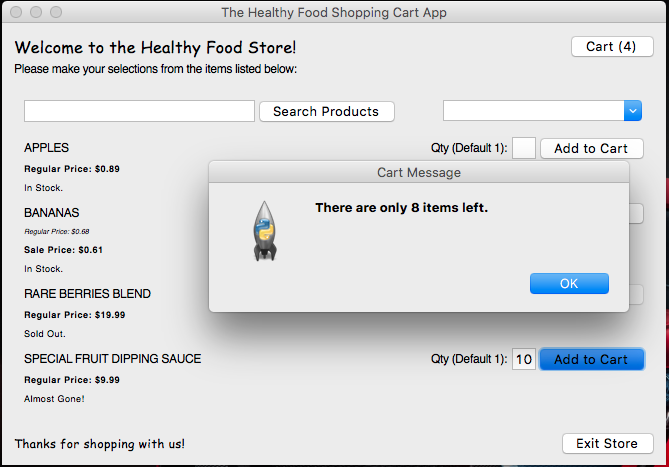 The Healthy Food Shopping Cart App
Welcome to the Healthy Food Store!
Cart (4)
Please make your selections from the items listed below:
Search Products
APPLES
Qty (Default 1):
Add to Cart
Regular Price: $0.89
In Stock.
Cart Message
There are only 8 items left.
OK
BANANAS
Regular Price: $0.68
Sale Price: $0.61
In Stock.
RARE BERRIES BLEND
Regular Price: $19.99
Sold Out.
SPECIAL FRUIT DIPPING SAUCE
Qty (Default 1): 10
Add to Cart
Regular Price: $9.99
Almost Gone!
Thanks for shopping with us!
Exit Store